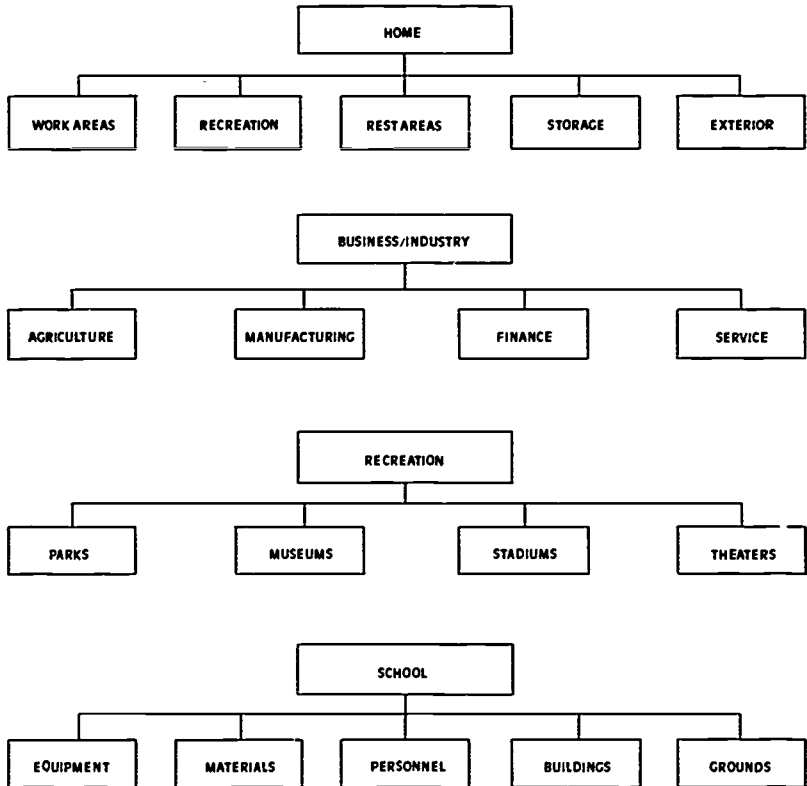 HOME
WORK AREAS RECREATION REST AREAS STORAGE EXTERIOR
BUSINESS/INDUSTRY
AGRICULTURE MANUFACTURING FINANCE SERVICE
RECREATION
PARKS MUSEUMS STADIUMS THEATERS
SCHOOL
EQUIPMENT MATERIALS PERSONNEL BUILDINGS GROUNDS